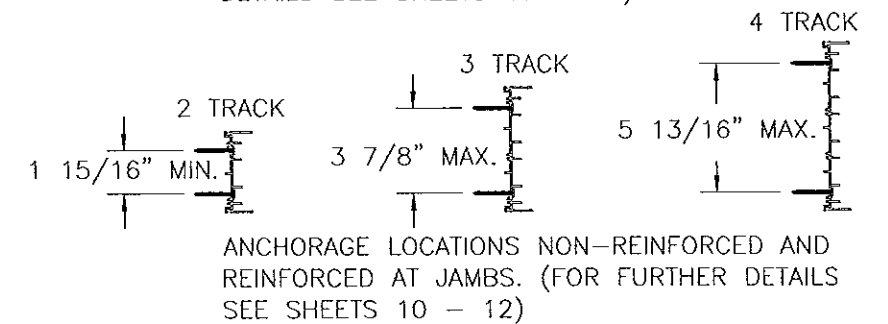 4 TRACK
3 TRACK
2 TRACK
5 13/16" MAX.
3 7/8" MAX.
1 15/16" MIN.
ANCHORAGE LOCATIONS NON-REINFORCED AND
REINFORCED AT JAMBS. (FOR FURTHER DETAILS
SEE SHEETS 10 - 12)